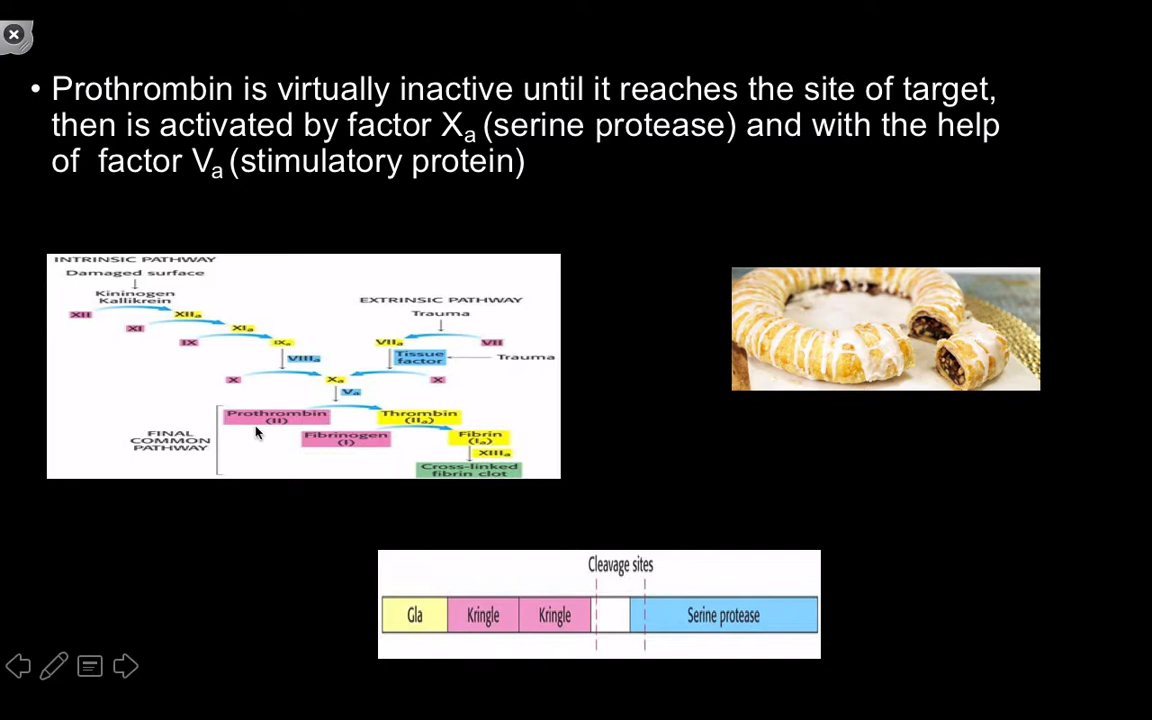 • Prothrombin is virtually inactive until it reaches the site of target,
then is activated by factor Xa (serine protease) and with the help
of factor Va (stimulatory protein)
INTRINSIC PATHWAY
Damaged surface
Kininogen
Kallikrein
XII
XIIa
XI
XIa
IX
IXa
VIIIa
EXTRINSIC PATHWAY
Trauma
VIIa
VII
Tissue
factor
Trauma
X
Xa
X
Va
FINAL
COMMON
PATHWAY
Prothrombin
(II)
Thrombin
(IIa)
Fibrinogen
(I)
Fibrin
(Ia)
XIIIa
Cross-linked
fibrin clot
Cleavage sites
Gla Kringle Kringle Serine protease